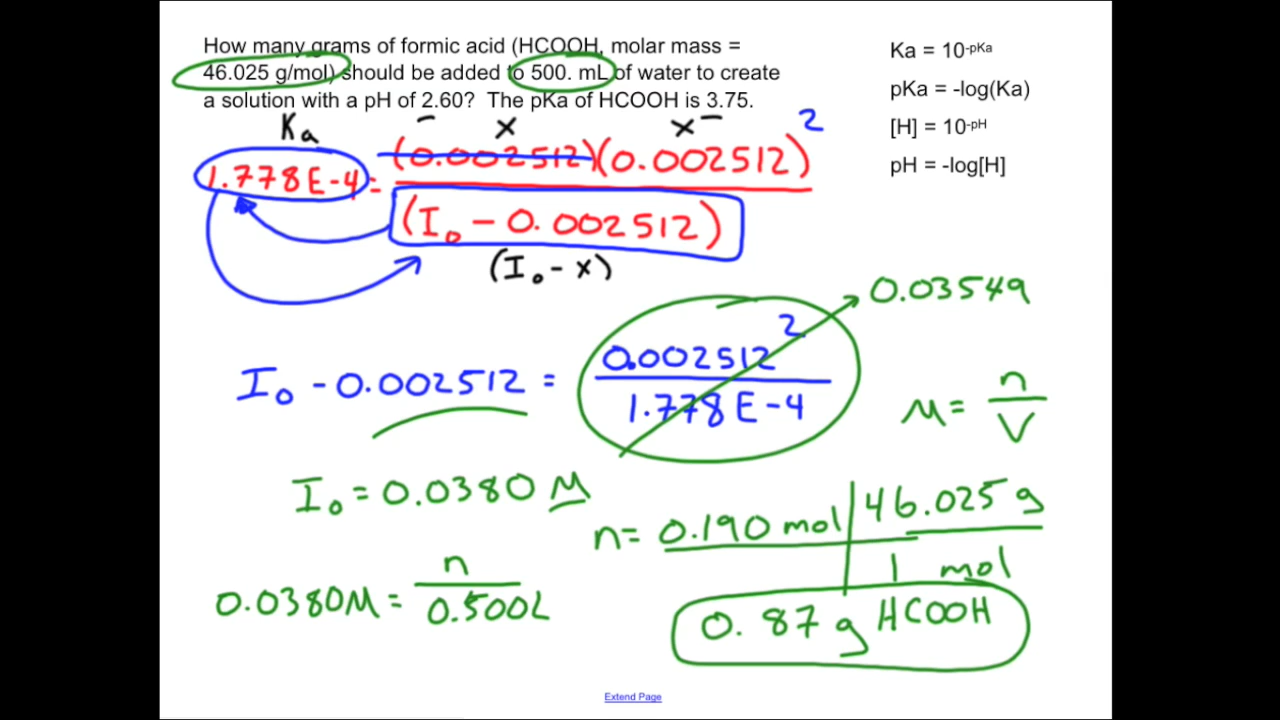 How many grams of formic acid (HCOOH, molar mass =
46.025 g/mol) should be added to 500. mL of water to create
a solution with a pH of 2.60? The pKa of HCOOH is 3.75.
Ka = 10^-pKa
pKa = -log(Ka)
[H] = 10^-pH
pH = -log[H]
Ka x x 2
1.778E-4 = (0.002512)(0.002512)
(I₀ - 0.002512)
(I₀ - x)
0.03549
I₀ - 0.002512 = 0.002512²
1.778E-4
M = n
V
I₀ = 0.0380 M
n = 0.190 mol 46.025 g
1 mol
0.0380M = n
0.500L
0.87 g HCOOH
Extend Page